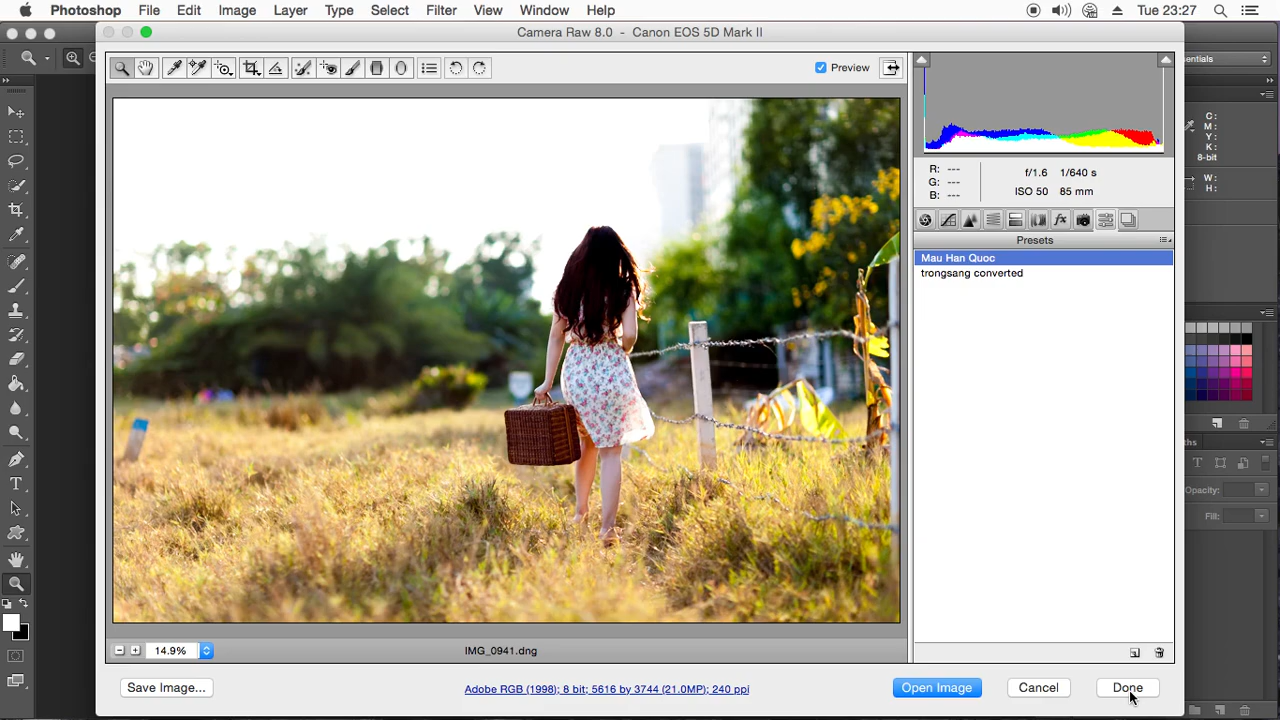 Photoshop File Edit Image Layer Type Select Filter View Window Help Tue 23:27
Camera Raw 8.0 - Canon EOS 5D Mark II
Preview
R: ---
G: ---
B: ---
f/1.6 1/640 s
ISO 50 85 mm
Presets
Mau Han Quoc
trongsang converted
14.9%
IMG_0941.dng
Save Image...
Adobe RGB (1998); 8 bit; 5616 by 3744 (21.0MP); 240 ppi
Open Image
Cancel
Done
C:
M:
Y:
K:
8-bit
W:
H:
Opacity:
Fill: